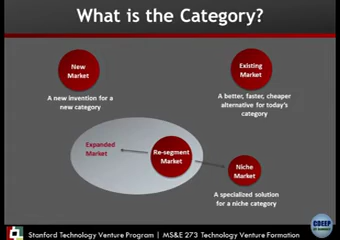 What is the Category?
New
Market
A new invention for a
new category
Existing
Market
A better, faster, cheaper
alternative for today's
category
Expanded
Market
Re-segment
Market
Niche
Market
A specialized solution
for a niche category
Stanford Technology Venture Program | MS&E 273 Technology Venture Formation
CDEEP